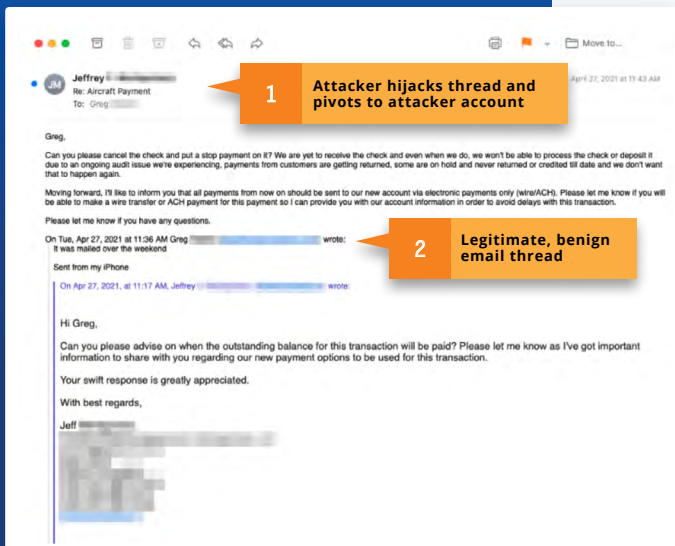 Move to...
JM
Jeffrey
Re: Aircraft Payment
To: Greg
1
Attacker hijacks thread and
pivots to attacker account
April 27, 2021 at 11:43 AM
Greg,
Can you please cancel the check and put a stop payment on it? We are yet to receive the check and even when we do, we won't be able to process the check or deposit it
due to an ongoing audit issue we're experiencing, payments from customers are getting returned, some are on hold and never returned or credited till date and we don't want
that to happen again.
Moving forward, I'll like to inform you that all payments from now on should be sent to our new account via electronic payments only (wire/ACH). Please let me know if you will
be able to make a wire transfer or ACH payment for this payment so I can provide you with our account information in order to avoid delays with this transaction.
Please let me know if you have any questions.
On Tue, Apr 27, 2021 at 11:36 AM Greg wrote:
It was mailed over the weekend
2
Legitimate, benign
email thread
Sent from my iPhone
On Apr 27, 2021, at 11:17 AM, Jeffrey wrote:
Hi Greg,
Can you please advise on when the outstanding balance for this transaction will be paid? Please let me know as I've got important
information to share with you regarding our new payment options to be used for this transaction.
Your swift response is greatly appreciated.
With best regards,
Jeff